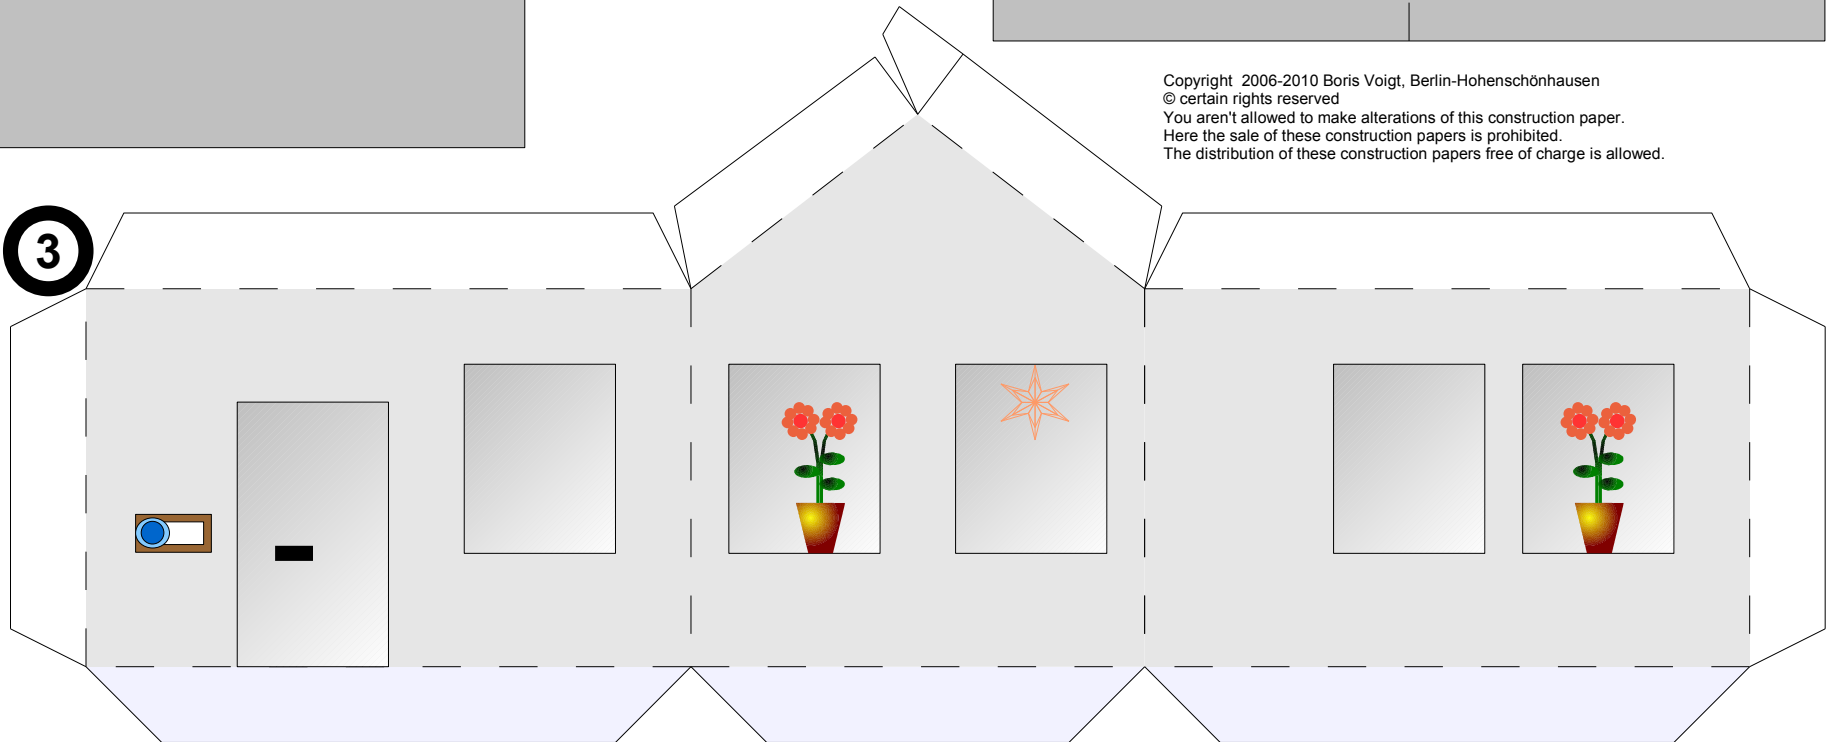 Copyright  2006-2010 Boris Voigt, Berlin-Hohenschönhausen
© certain rights reserved
You aren't allowed to make alterations of this construction paper.
Here the sale of these construction papers is prohibited.
The distribution of these construction papers free of charge is allowed.
3